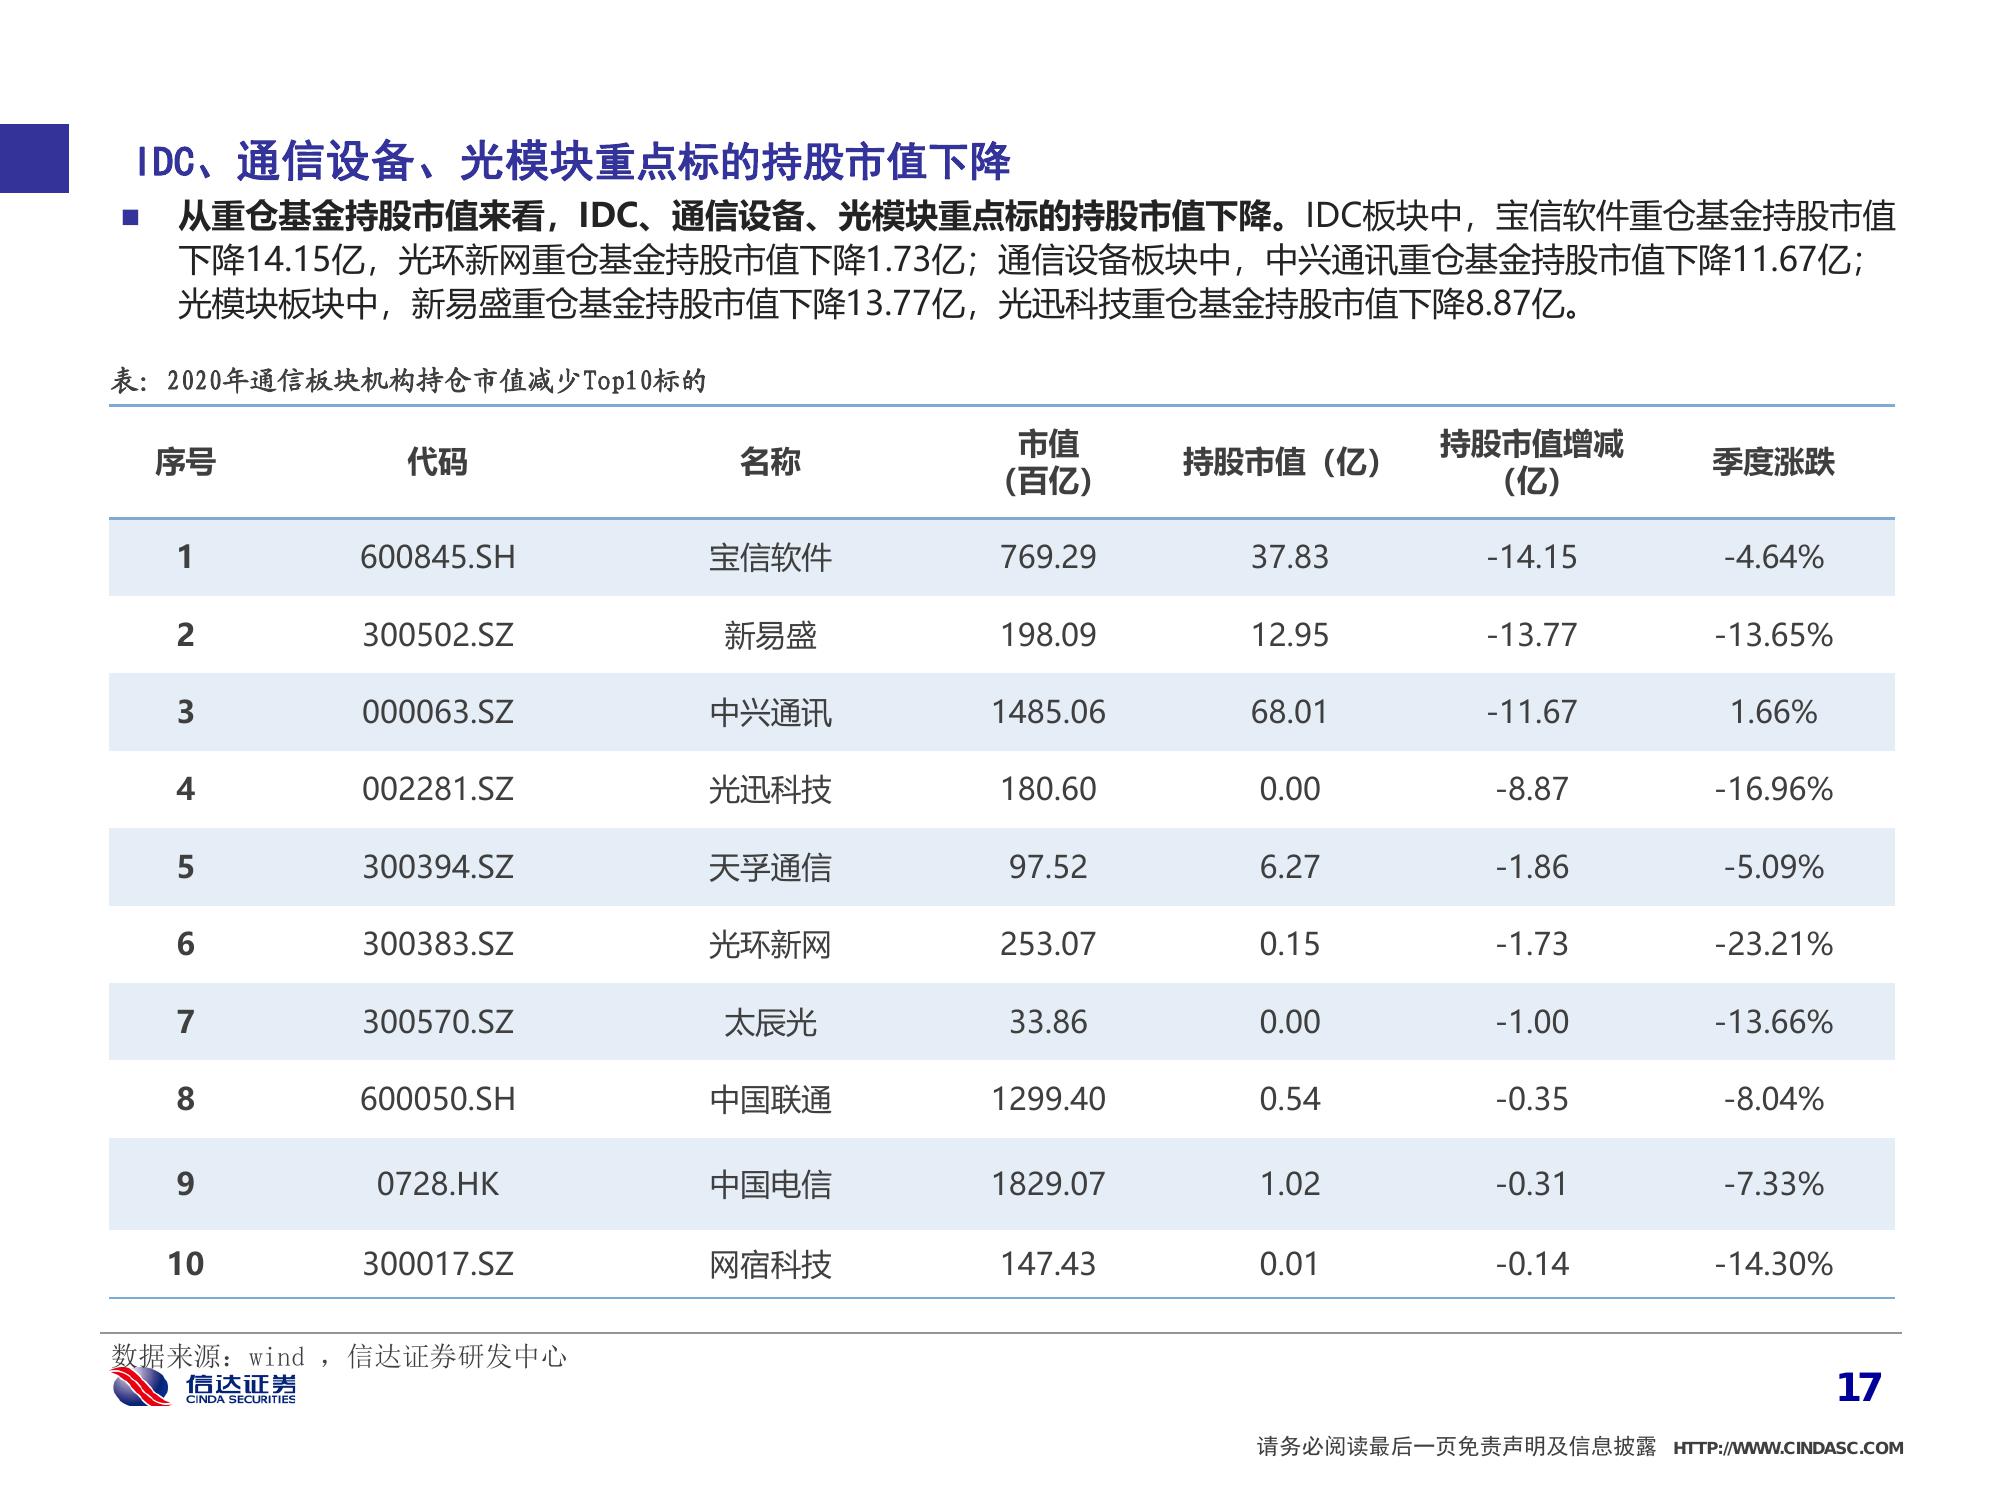 IDC、通信设备、光模块重点标的持股市值下降
■ 从重仓基金持股市值来看，IDC、通信设备、光模块重点标的持股市值下降。IDC板块中，宝信软件重仓基金持股市值
下降14.15亿，光环新网重仓基金持股市值下降1.73亿；通信设备板块中，中兴通讯重仓基金持股市值下降11.67亿；
光模块板块中，新易盛重仓基金持股市值下降13.77亿，光迅科技重仓基金持股市值下降8.87亿。
表：2020年通信板块机构持仓市值减少Top10标的
序号 代码 名称 市值（百亿） 持股市值（亿） 持股市值增减（亿） 季度涨跌
1 600845.SH 宝信软件 769.29 37.83 -14.15 -4.64%
2 300502.SZ 新易盛 198.09 12.95 -13.77 -13.65%
3 000063.SZ 中兴通讯 1485.06 68.01 -11.67 1.66%
4 002281.SZ 光迅科技 180.60 0.00 -8.87 -16.96%
5 300394.SZ 天孚通信 97.52 6.27 -1.86 -5.09%
6 300383.SZ 光环新网 253.07 0.15 -1.73 -23.21%
7 300570.SZ 太辰光 33.86 0.00 -1.00 -13.66%
8 600050.SH 中国联通 1299.40 0.54 -0.35 -8.04%
9 0728.HK 中国电信 1829.07 1.02 -0.31 -7.33%
10 300017.SZ 网宿科技 147.43 0.01 -0.14 -14.30%
数据来源：wind ，信达证券研发中心
信达证券
CINDA SECURITIES
17
请务必阅读最后一页免责声明及信息披露 HTTP://WWW.CINDASC.COM